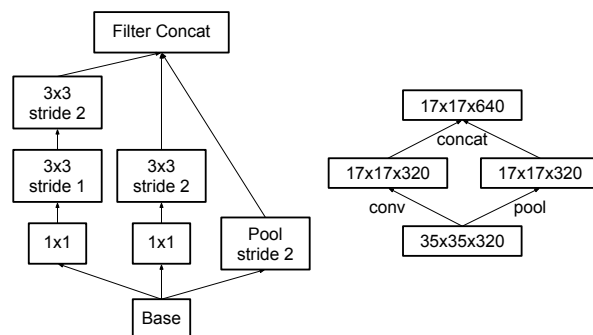 Filter Concat
3x3
stride 2
3x3
stride 1
3x3
stride 2
1x1
1x1
Pool
stride 2
Base
17x17x640
concat
17x17x320
17x17x320
conv
pool
35x35x320